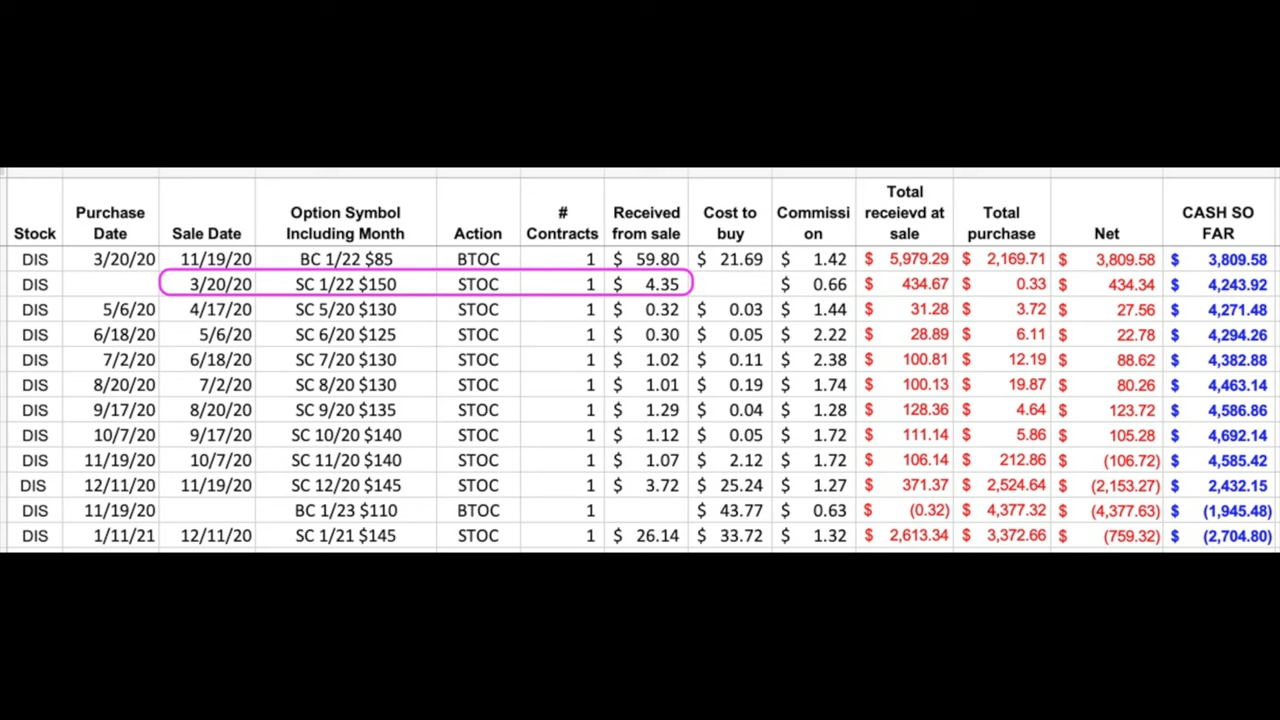 Stock Purchase Date Sale Date Option Symbol Including Month Action # Contracts Received from sale Cost to buy Commissi on Total receievd at sale Total purchase Net CASH SO FAR
DIS 3/20/20 11/19/20 BC 1/22 $85 BTOC 1 $ 59.80 $ 21.69 $ 1.42 $ 5,979.29 $ 2,169.71 $ 3,809.58 $ 3,809.58
DIS 3/20/20 SC 1/22 $150 STOC 1 $ 4.35 $ 0.66 $ 434.67 $ 0.33 $ 434.34 $ 4,243.92
DIS 5/6/20 4/17/20 SC 5/20 $130 STOC 1 $ 0.32 $ 0.03 $ 1.44 $ 31.28 $ 3.72 $ 27.56 $ 4,271.48
DIS 6/18/20 5/6/20 SC 6/20 $125 STOC 1 $ 0.30 $ 0.05 $ 2.22 $ 28.89 $ 6.11 $ 22.78 $ 4,294.26
DIS 7/2/20 6/18/20 SC 7/20 $130 STOC 1 $ 1.02 $ 0.11 $ 2.38 $ 100.81 $ 12.19 $ 88.62 $ 4,382.88
DIS 8/20/20 7/2/20 SC 8/20 $130 STOC 1 $ 1.01 $ 0.19 $ 1.74 $ 100.13 $ 19.87 $ 80.26 $ 4,463.14
DIS 9/17/20 8/20/20 SC 9/20 $135 STOC 1 $ 1.29 $ 0.04 $ 1.28 $ 128.36 $ 4.64 $ 123.72 $ 4,586.86
DIS 10/7/20 9/17/20 SC 10/20 $140 STOC 1 $ 1.12 $ 0.05 $ 1.72 $ 111.14 $ 5.86 $ 105.28 $ 4,692.14
DIS 11/19/20 10/7/20 SC 11/20 $140 STOC 1 $ 1.07 $ 2.12 $ 1.72 $ 106.14 $ 212.86 $ (106.72) $ 4,585.42
DIS 12/11/20 11/19/20 SC 12/20 $145 STOC 1 $ 3.72 $ 25.24 $ 1.27 $ 371.37 $ 2,524.64 $ (2,153.27) $ 2,432.15
DIS 11/19/20 BC 1/23 $110 BTOC 1 $ 43.77 $ 0.63 $ (0.32) $ 4,377.32 $ (4,377.63) $ (1,945.48)
DIS 1/11/21 12/11/20 SC 1/21 $145 STOC 1 $ 26.14 $ 33.72 $ 1.32 $ 2,613.34 $ 3,372.66 $ (759.32) $ (2,704.80)